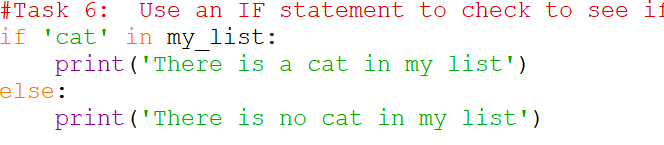 #Task 6:  Use an IF statement to check to see if
if 'cat' in my_list:
    print('There is a cat in my list')
else:
    print('There is no cat in my list')